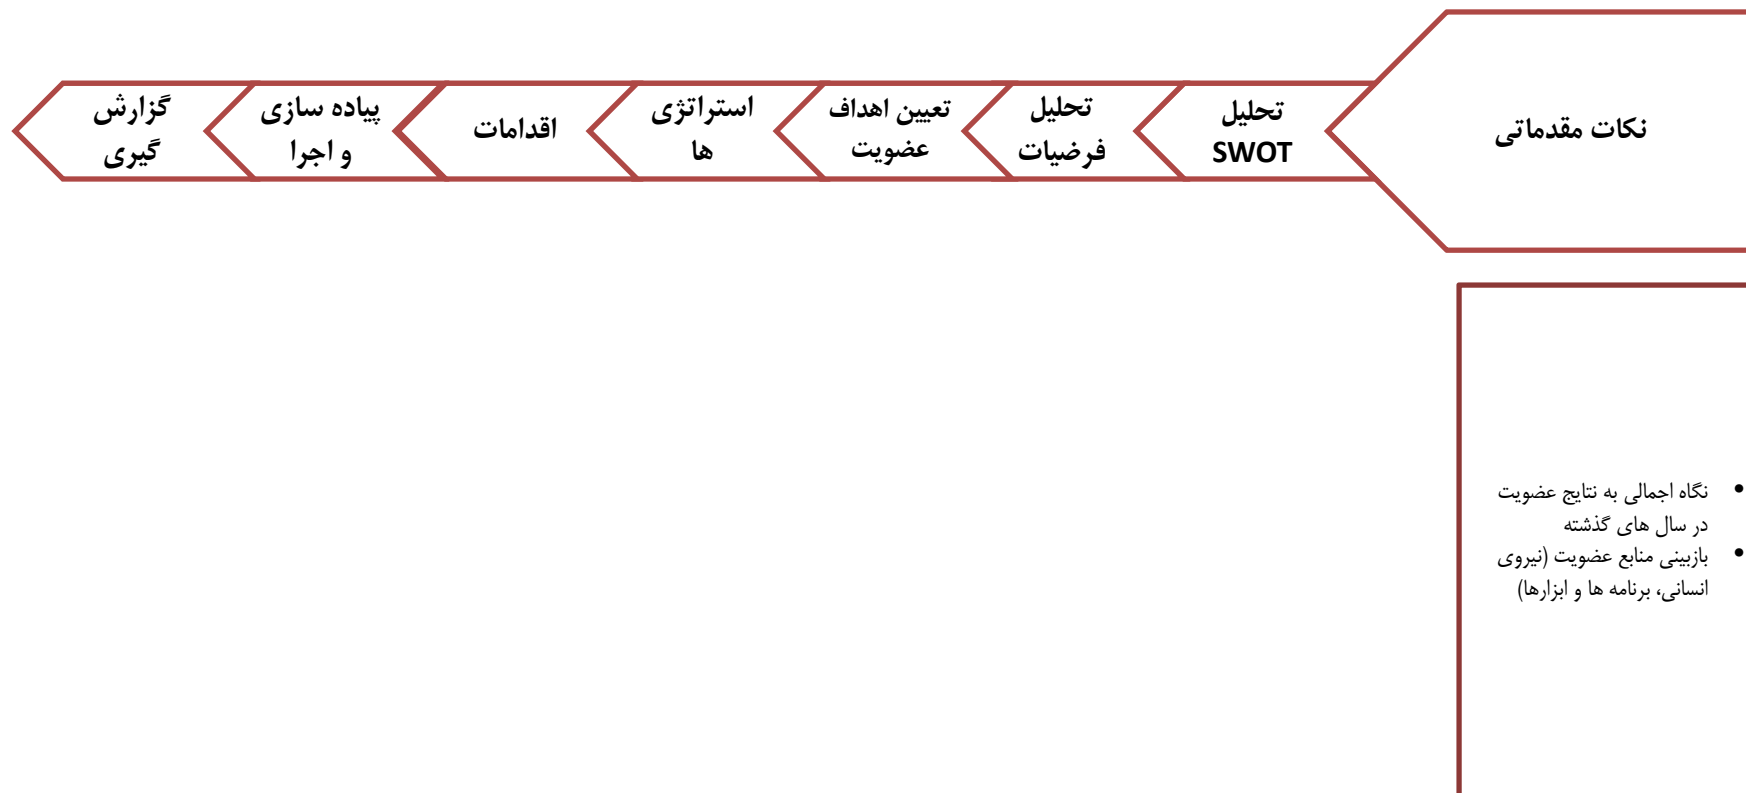 نکات مقدماتی
تحلیل
SWOT
تحلیل
فرضیات
تعیین اهداف
عضویت
استراتژی
ها
اقدامات
پیاده سازی
و اجرا
گزارش
گیری
• نگاه اجمالی به نتایج عضویت
در سال های گذشته
• بازبینی منابع عضویت (نیروی
انسانی، برنامه ها و ابزارها)